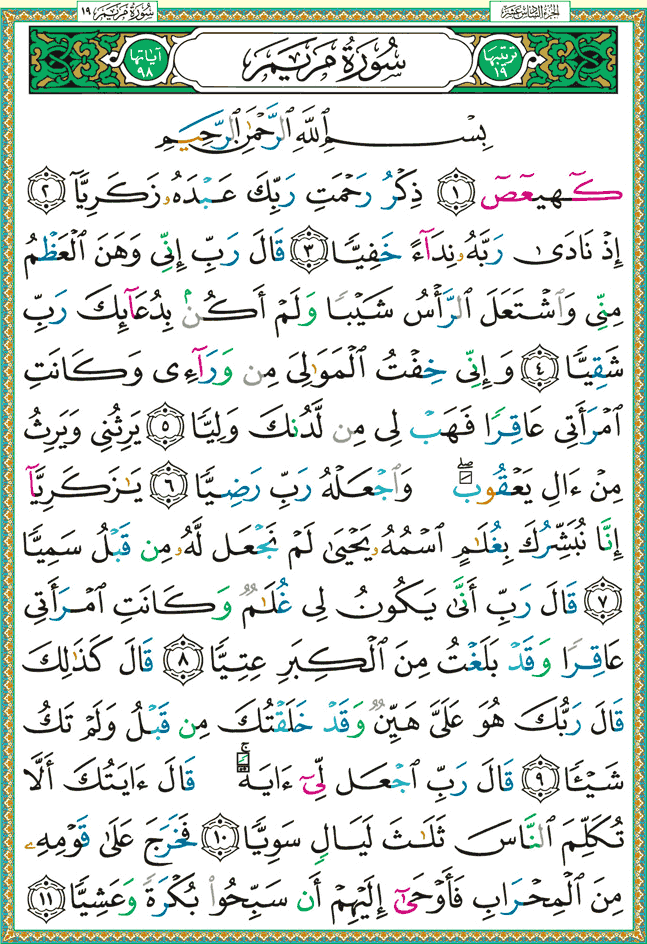 الجزء السادس عشر
سورة مريم ١٩
ترتيبها ١٩
سُورَةُ مَرْيَمَ
آياتها ٩٨
بِسْمِ ٱللَّهِ ٱلرَّحْمَٰنِ ٱلرَّحِيمِ
كٓهيعٓصٓ ١ ذِكْرُ رَحْمَتِ رَبِّكَ عَبْدَهُۥ زَكَرِيَّآ ٢
إِذْ نَادَىٰ رَبَّهُۥ نِدَآءً خَفِيًّا ٣ قَالَ رَبِّ إِنِّى وَهَنَ ٱلْعَظْمُ
مِنِّى وَٱشْتَعَلَ ٱلرَّأْسُ شَيْبًا وَلَمْ أَكُنۢ بِدُعَآئِكَ رَبِّ
شَقِيًّا ٤ وَإِنِّى خِفْتُ ٱلْمَوَٰلِىَ مِن وَرَآءِى وَكَانَتِ
ٱمْرَأَتِى عَاقِرًا فَهَبْ لِى مِن لَّدُنكَ وَلِيًّا ٥ يَرِثُنِى وَيَرِثُ
مِنْ ءَالِ يَعْقُوبَ ۖ وَٱجْعَلْهُ رَبِّ رَضِيًّا ٦ يَٰزَكَرِيَّآ
إِنَّا نُبَشِّرُكَ بِغُلَٰمٍ ٱسْمُهُۥ يَحْيَىٰ لَمْ نَجْعَل لَّهُۥ مِن قَبْلُ سَمِيًّا
٧ قَالَ رَبِّ أَنَّىٰ يَكُونُ لِى غُلَٰمٌ وَكَانَتِ ٱمْرَأَتِى
عَاقِرًا وَقَدْ بَلَغْتُ مِنَ ٱلْكِبَرِ عِتِيًّا ٨ قَالَ كَذَٰلِكَ
قَالَ رَبُّكَ هُوَ عَلَىَّ هَيِّنٌ وَقَدْ خَلَقْتُكَ مِن قَبْلُ وَلَمْ تَكُ
شَيْـًٔا ٩ قَالَ رَبِّ ٱجْعَل لِّىٓ ءَايَةً ۚ قَالَ ءَايَتُكَ أَلَّا
تُكَلِّمَ ٱلنَّاسَ ثَلَٰثَ لَيَالٍ سَوِيًّا ١٠ فَخَرَجَ عَلَىٰ قَوْمِهِۦ
مِنَ ٱلْمِحْرَابِ فَأَوْحَىٰٓ إِلَيْهِمْ أَن سَبِّحُوا۟ بُكْرَةً وَعَشِيًّا ١١